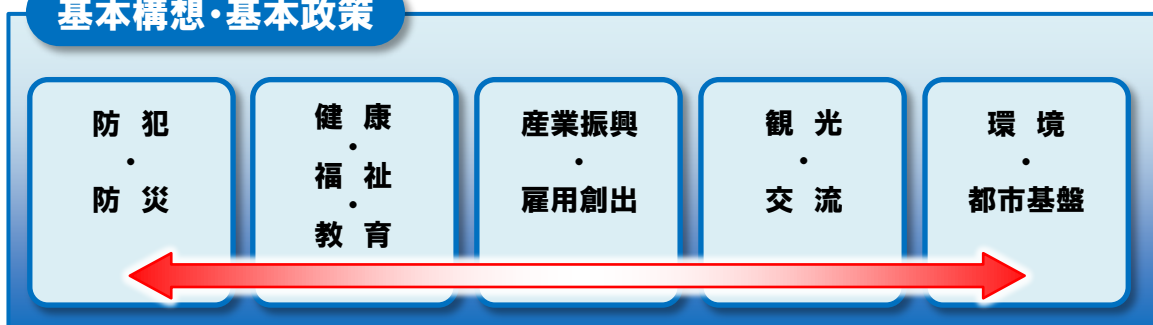 基本構想・基本政策
防犯
・
防災
健康
・
福祉
・
教育
産業振興
・
雇用創出
観光
・
交流
環境
・
都市基盤